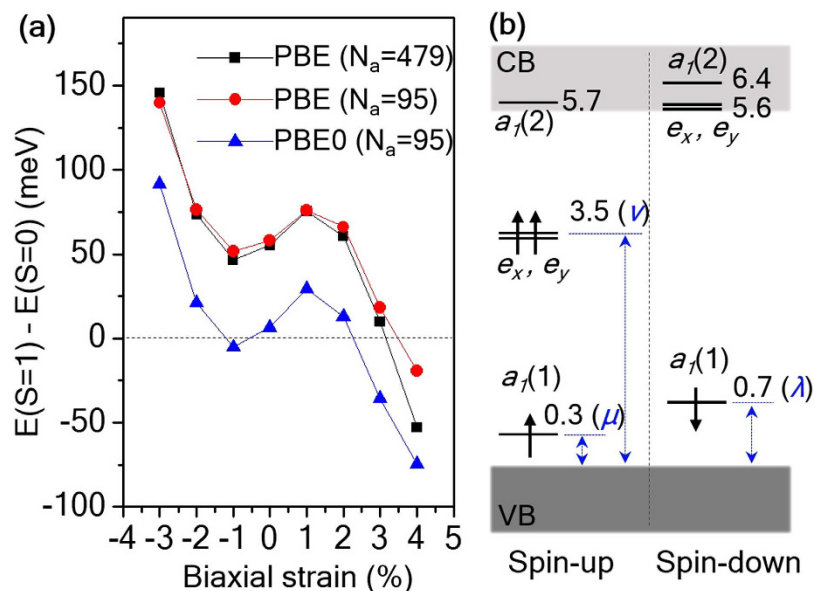 (a)
PBE (Nₐ=479)
PBE (Nₐ=95)
PBE0 (Nₐ=95)
E(S=1) - E(S=0) (meV)
150
100
50
0
-50
-100
-4 -3 -2 -1 0 1 2 3 4 5
Biaxial strain (%)
(b)
CB
a₁(2)
6.4
5.7
5.6
a₁(2)
eₓ, e_y
3.5 (ν)
eₓ, e_y
a₁(1)
a₁(1)
0.3 (μ)
0.7 (λ)
VB
Spin-up
Spin-down